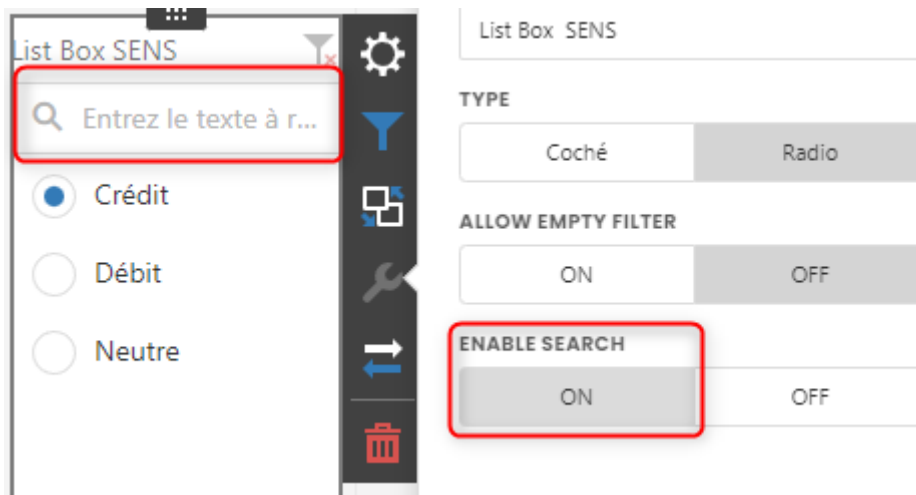 List Box SENS
Entrez le texte à r...
Crédit
Débit
Neutre
List Box SENS
TYPE
Coché
Radio
ALLOW EMPTY FILTER
ON
OFF
ENABLE SEARCH
ON
OFF